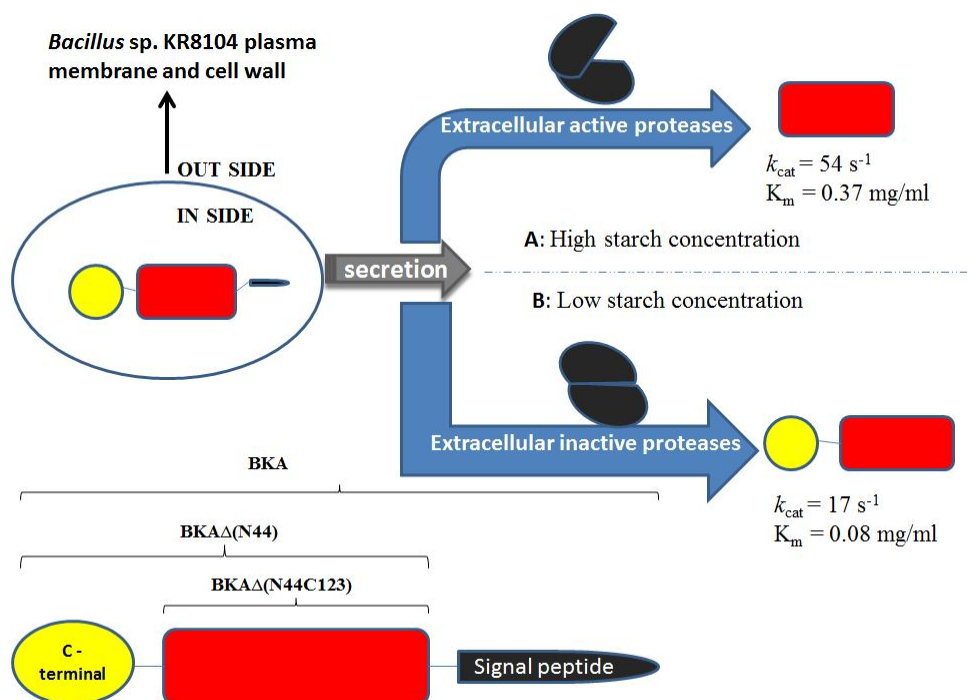 Bacillus sp. KR8104 plasma
membrane and cell wall
OUT SIDE
IN SIDE
secretion
Extracellular active proteases
kcat = 54 s-1
Km = 0.37 mg/ml
A: High starch concentration
B: Low starch concentration
Extracellular inactive proteases
kcat = 17 s-1
Km = 0.08 mg/ml
BKA
BKAΔ(N44)
BKAΔ(N44C123)
C -
terminal
Signal peptide